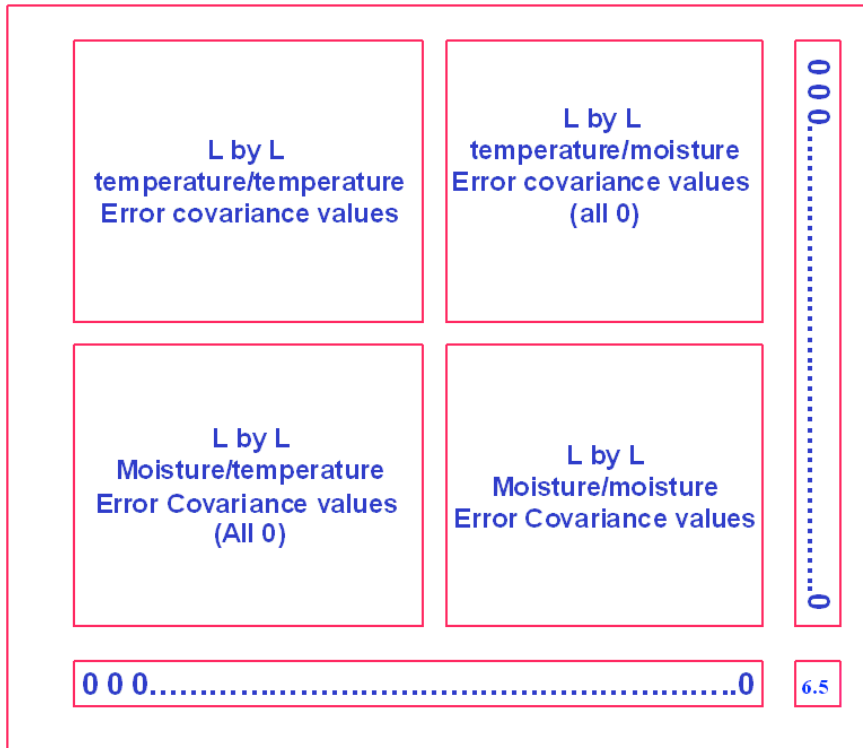 L by L
temperature/temperature
Error covariance values
L by L
temperature/moisture
Error covariance values
(all 0)
0 0 0...........................................................0
L by L
Moisture/temperature
Error Covariance values
(All 0)
L by L
Moisture/moisture
Error Covariance values
0 0 0...........................................................0
6.5